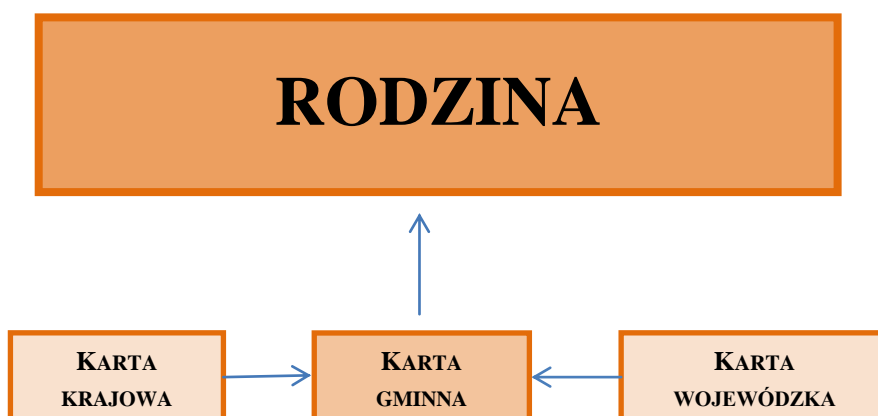 RODZINA
KARTA
KRAJOWA
KARTA
GMINNA
KARTA
WOJEWÓDZKA